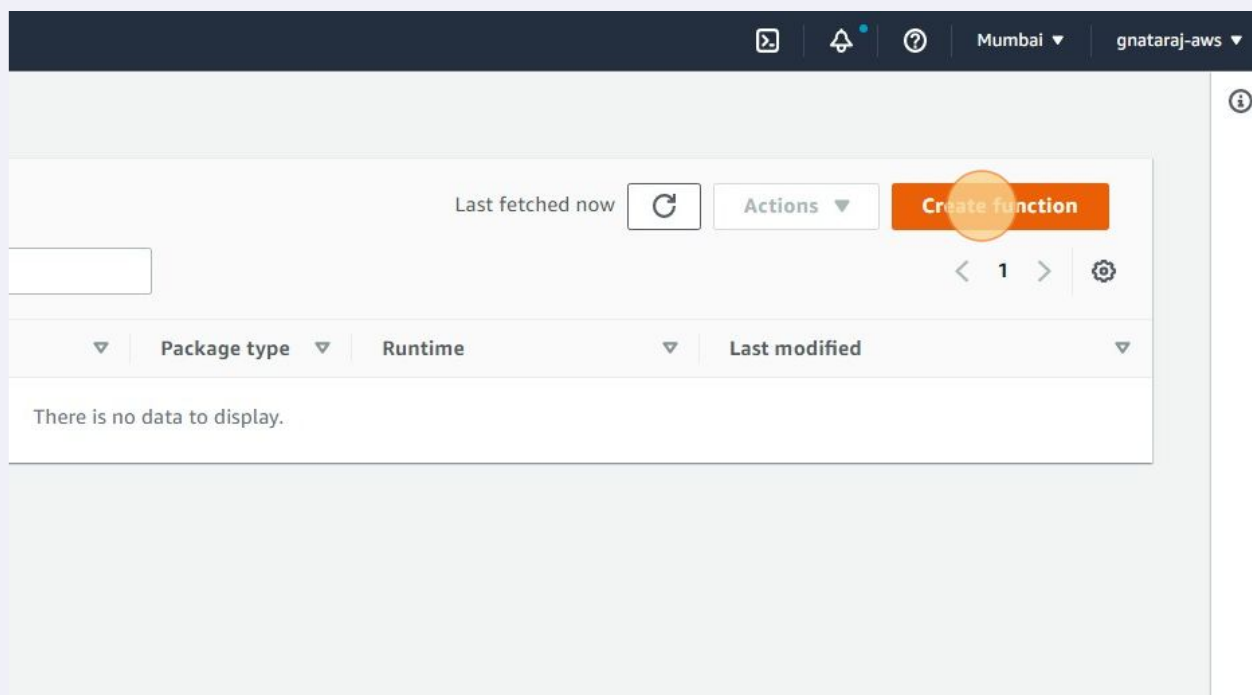 Mumbai ▼ gnataraj-aws ▼
Last fetched now Actions ▼ Create function
1
Package type Runtime Last modified
There is no data to display.